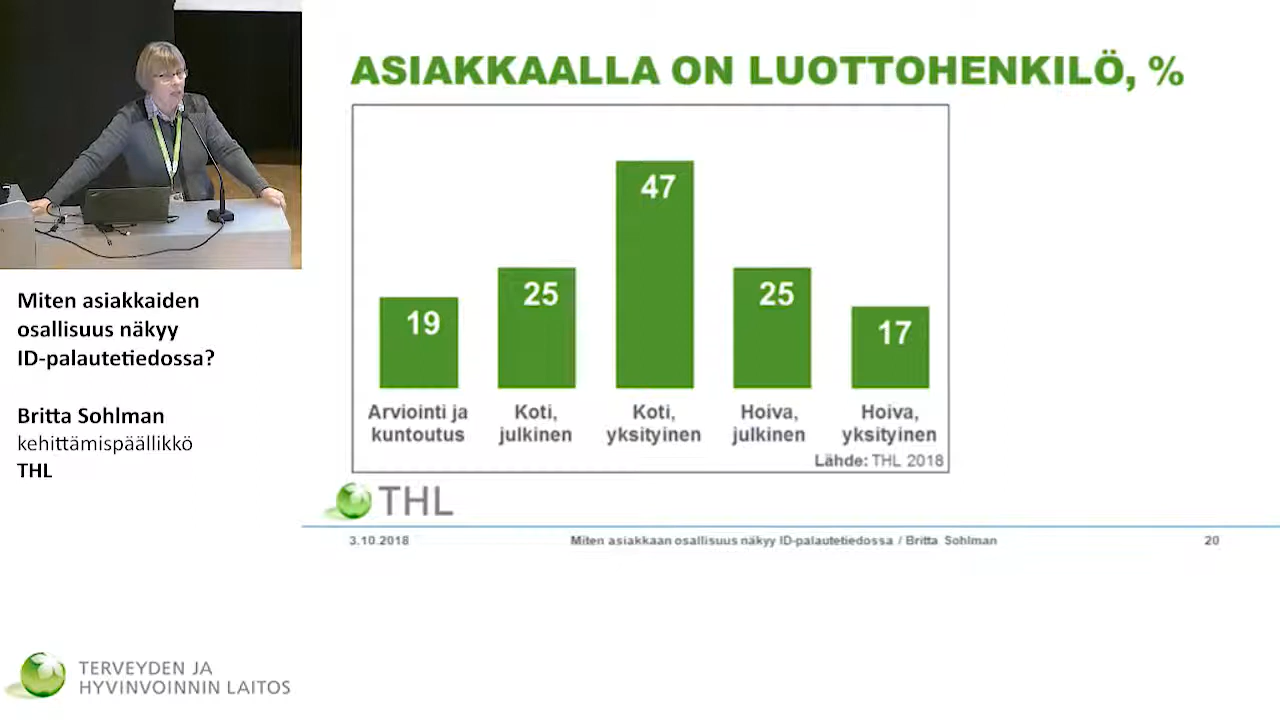 ASIAKKAALLA ON LUOTTOHENKILÖ, %
19
25
47
25
17
Arviointi ja
kuntoutus
Koti,
julkinen
Koti,
yksityinen
Hoiva,
julkinen
Hoiva,
yksityinen
Lähde: THL 2018
THL
3.10.2018
Miten asiakkaan osallisuus näkyy ID-palautetiedossa / Britta Sohlman
20
Miten asiakkaiden
osallisuus näkyy
ID-palautetiedossa?
Britta Sohlman
kehittämispäällikkö
THL
TERVEYDEN JA
HYVINVOINNIN LAITOS